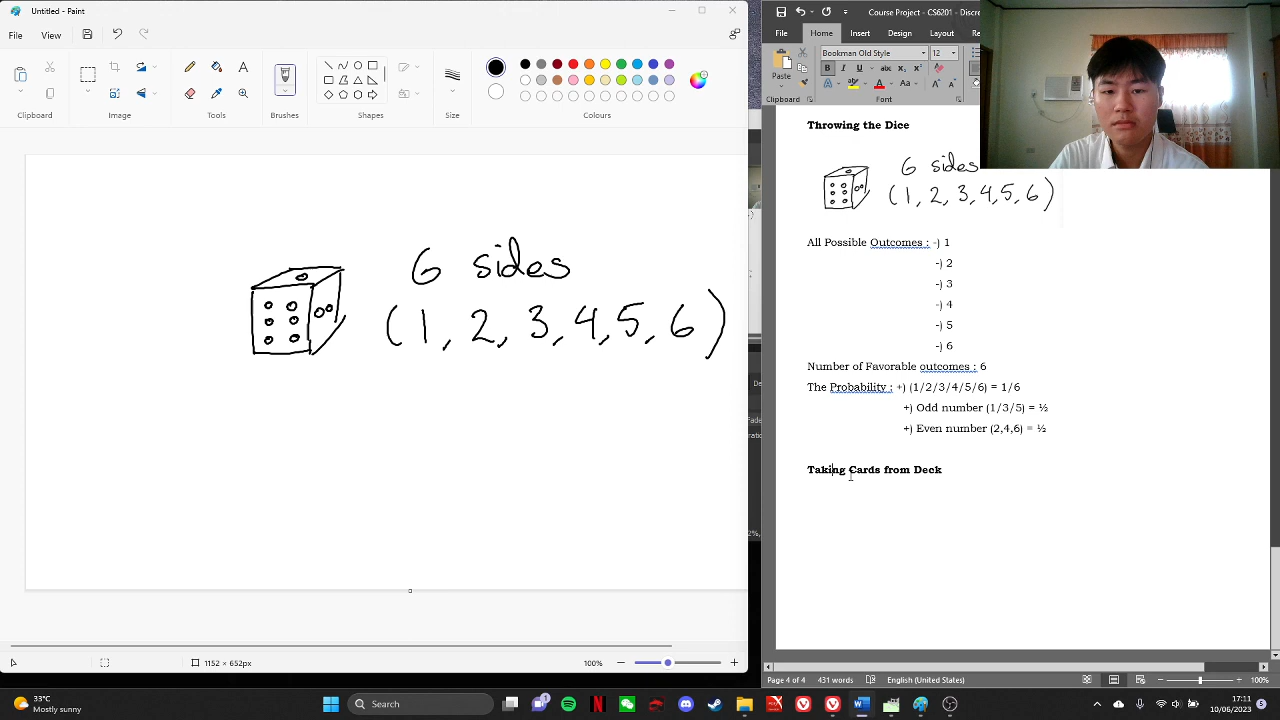 Untitled - Paint
File View
Clipboard Image Tools Brushes Shapes Size Colours
6 sides
(1, 2, 3, 4, 5, 6)
1152 × 652px
100%
Course Project - CS6201 - Discre
File Home Insert
Paste
Bookman Old Style 12
B I U
Clipboard Font
Throwing the Dice
6 sides
(1, 2, 3, 4, 5, 6)
All Possible Outcomes : -) 1
-) 2
-) 3
-) 4
-) 5
-) 6
Number of Favorable outcomes : 6
The Probability : +) (1/2/3/4/5/6) = 1/6
+) Odd number (1/3/5) = ½
+) Even number (2,4,6) = ½
Taking Cards from Deck
Page 4 of 4 431 words English (United States) 100%
33°C
Mostly sunny
Search
17:11
10/06/2023